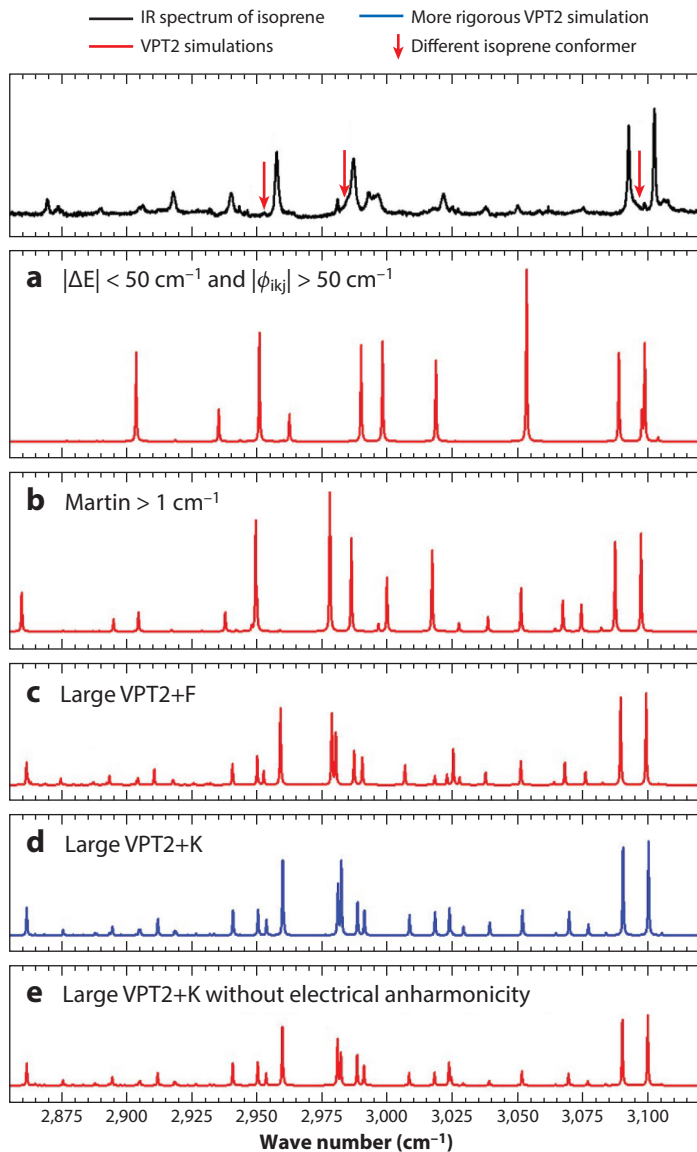 IR spectrum of isoprene
More rigorous VPT2 simulation
VPT2 simulations
Different isoprene conformer
a |ΔE| < 50 cm⁻¹ and |ϕikj| > 50 cm⁻¹
b Martin > 1 cm⁻¹
c Large VPT2+F
d Large VPT2+K
e Large VPT2+K without electrical anharmonicity
2,875 2,900 2,925 2,950 2,975 3,000 3,025 3,050 3,075 3,100
Wave number (cm⁻¹)